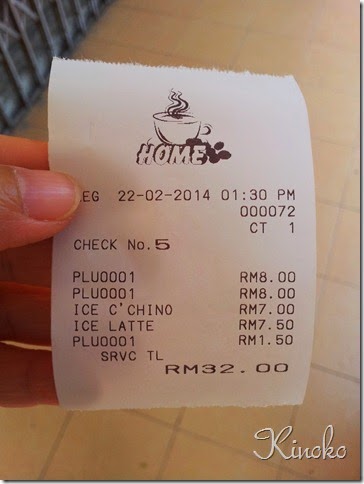 HOME
REG 22-02-2014 01:30 PM
000072
CT 1
CHECK No.5
PLU0001 RM8.00
PLU0001 RM8.00
ICE C'CHINO RM7.00
ICE LATTE RM7.50
PLU0001 RM1.50
SRVC TL
RM32.00
Kinoko